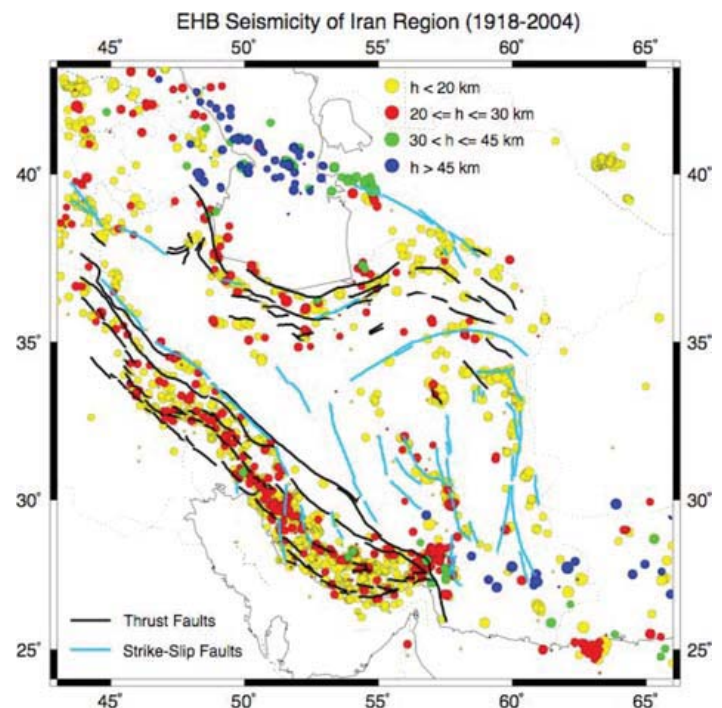 EHB Seismicity of Iran Region (1918-2004)
45° 50° 55° 60° 65°
h < 20 km
20 <= h <= 30 km
30 < h <= 45 km
h > 45 km
40° 40°
35° 35°
30° 30°
25° 25°
Thrust Faults
Strike-Slip Faults
45° 50° 55° 60° 65°